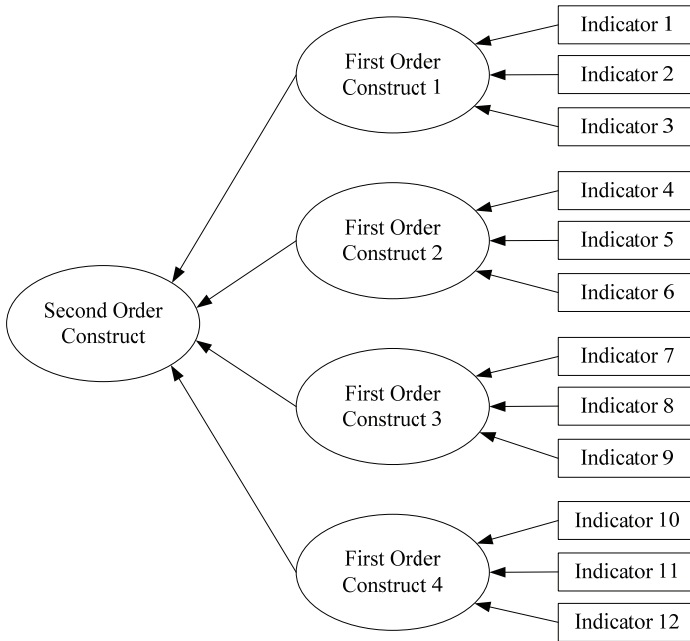 First Order
Construct 1
Indicator 1
Indicator 2
Indicator 3
First Order
Construct 2
Indicator 4
Indicator 5
Indicator 6
Second Order
Construct
First Order
Construct 3
Indicator 7
Indicator 8
Indicator 9
First Order
Construct 4
Indicator 10
Indicator 11
Indicator 12